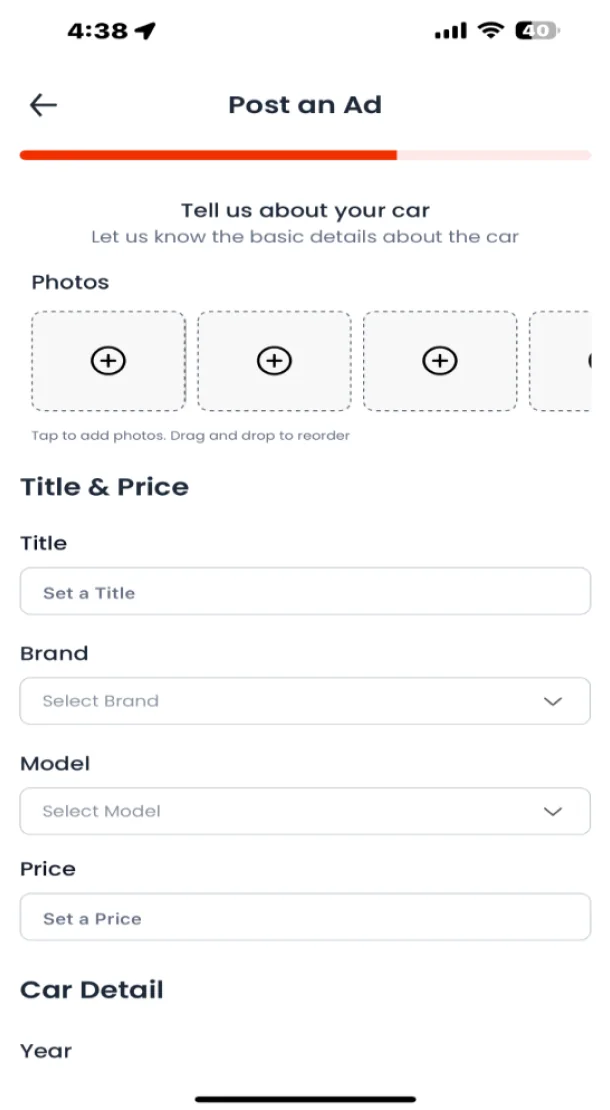 4:38
40
Post an Ad
Tell us about your car
Let us know the basic details about the car
Photos
Tap to add photos. Drag and drop to reorder
Title & Price
Title
Set a Title
Brand
Select Brand
Model
Select Model
Price
Set a Price
Car Detail
Year